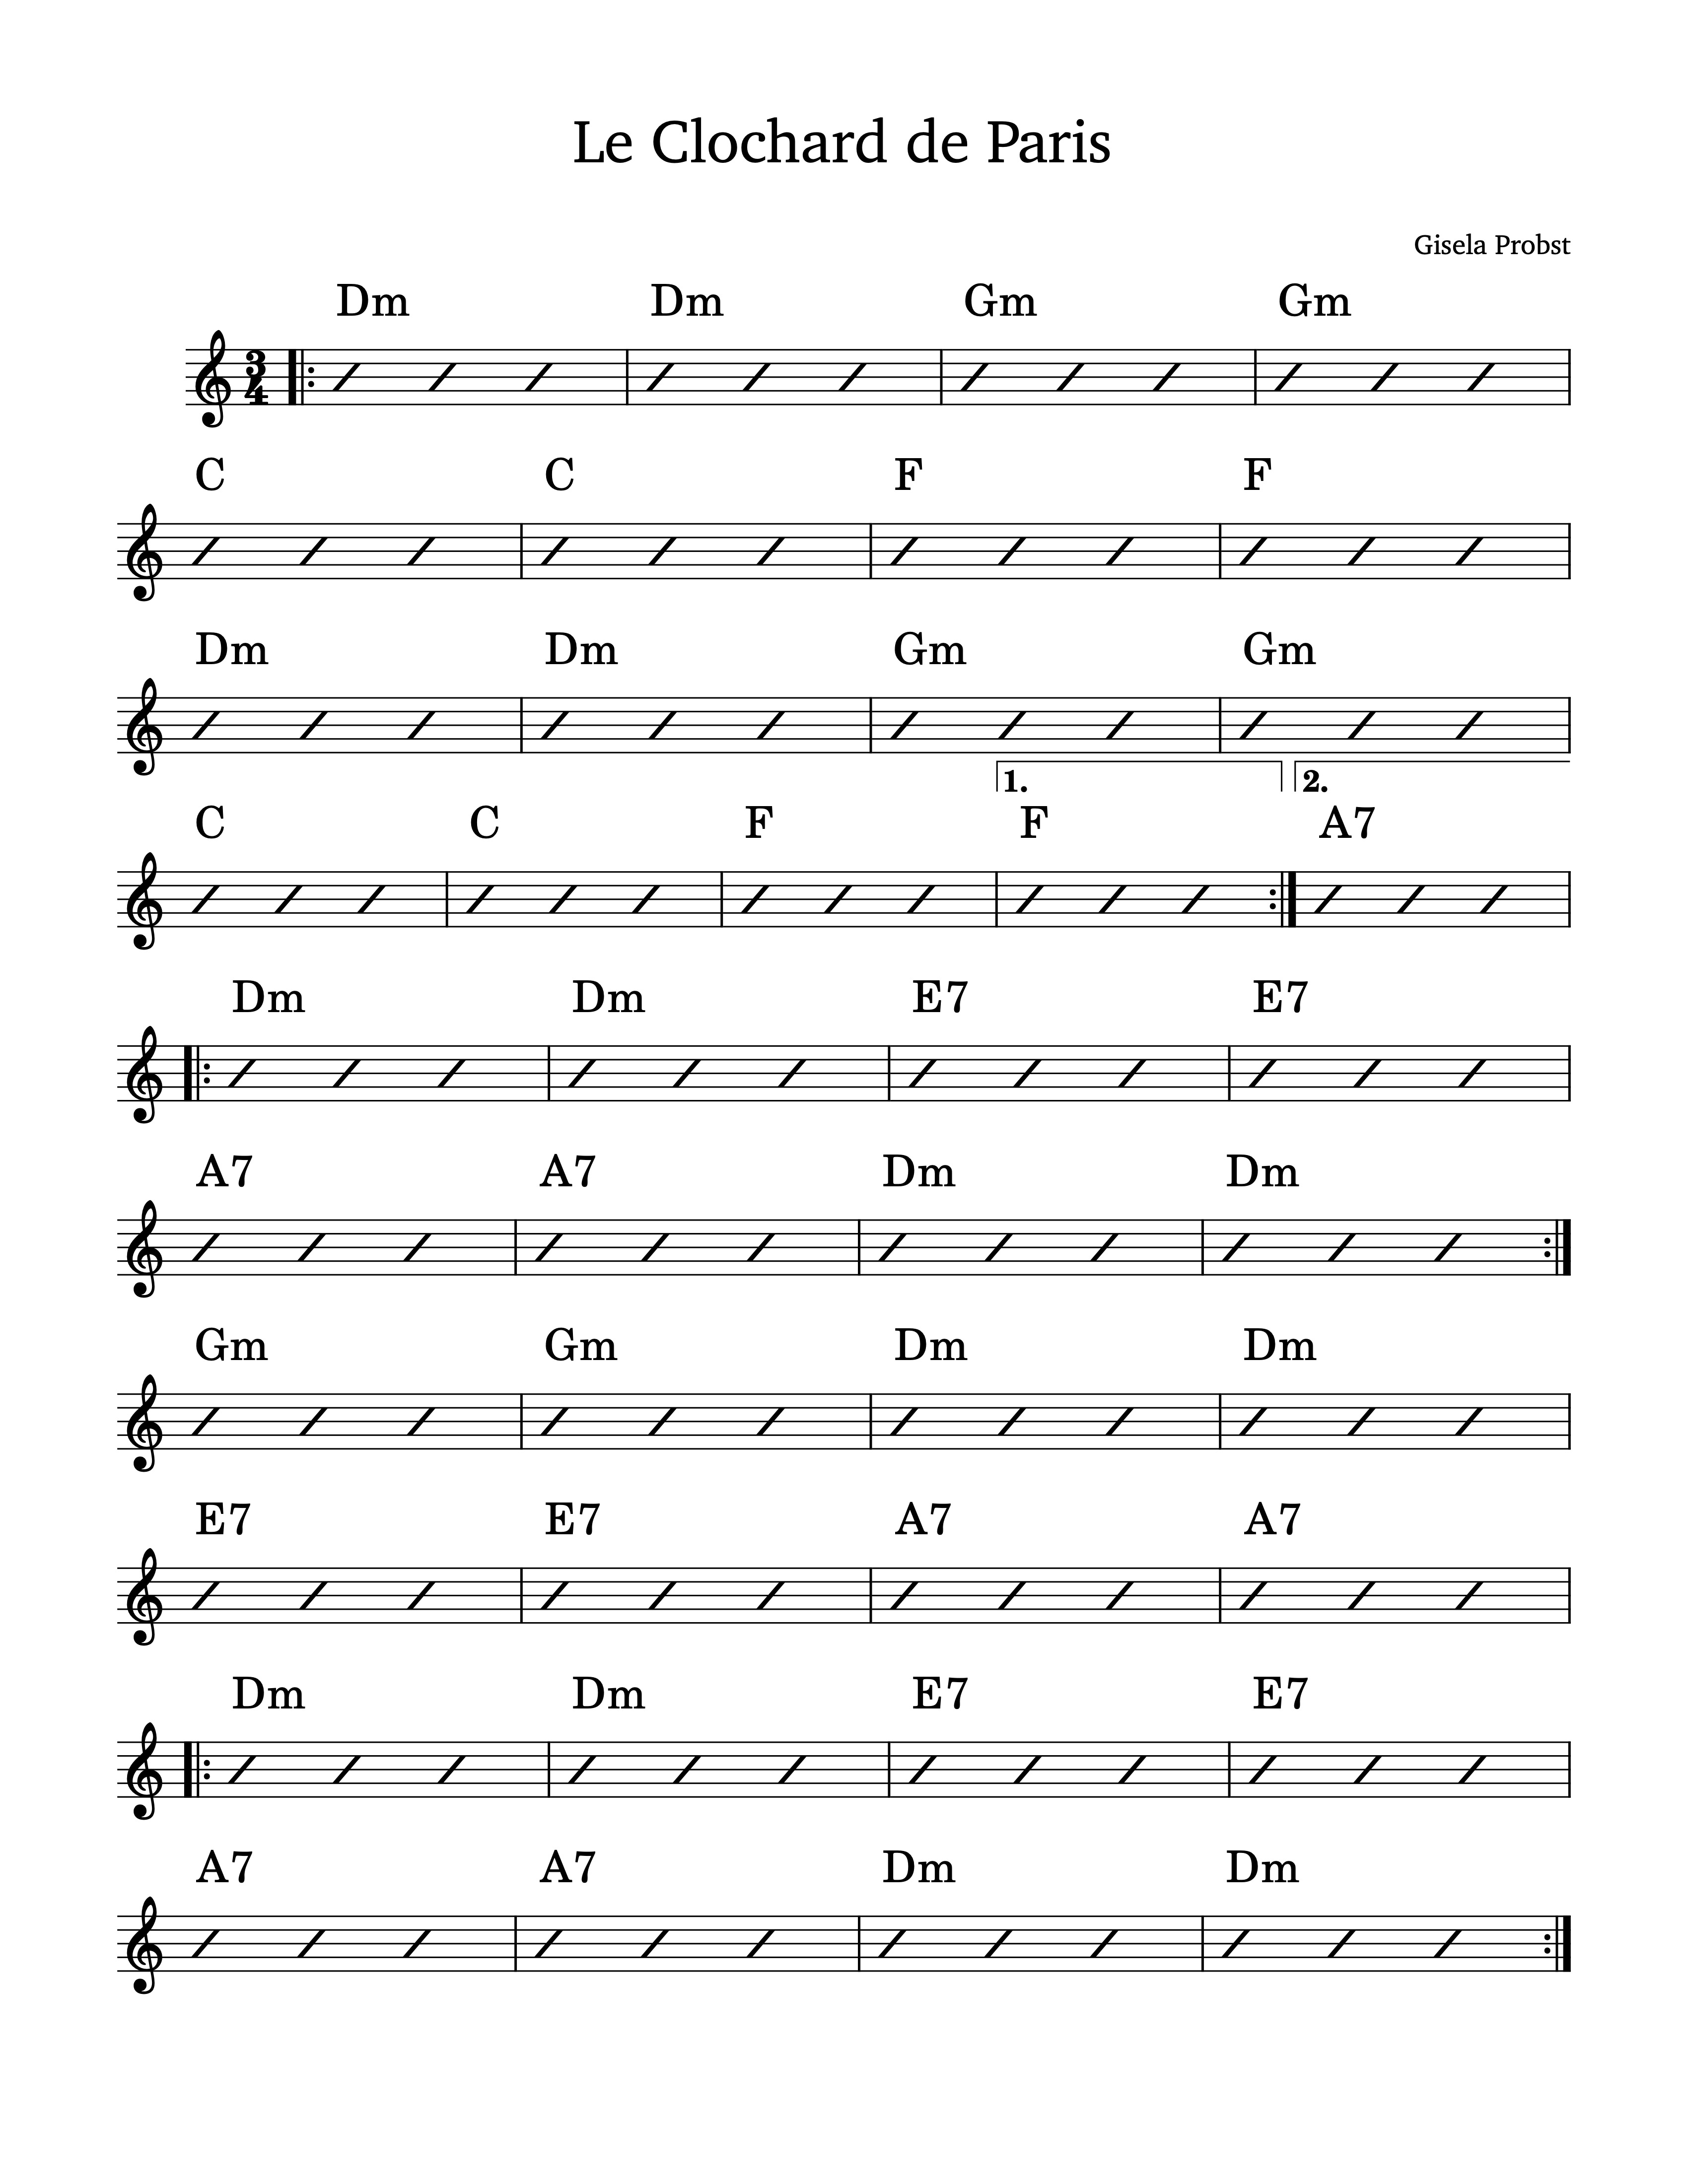 Le Clochard de Paris
Gisela Probst
Dm Dm Gm Gm
3
4
C C F F
Dm Dm Gm Gm
1. 2.
C C F F A7
Dm Dm E7 E7
A7 A7 Dm Dm
Gm Gm Dm Dm
E7 E7 A7 A7
Dm Dm E7 E7
A7 A7 Dm Dm